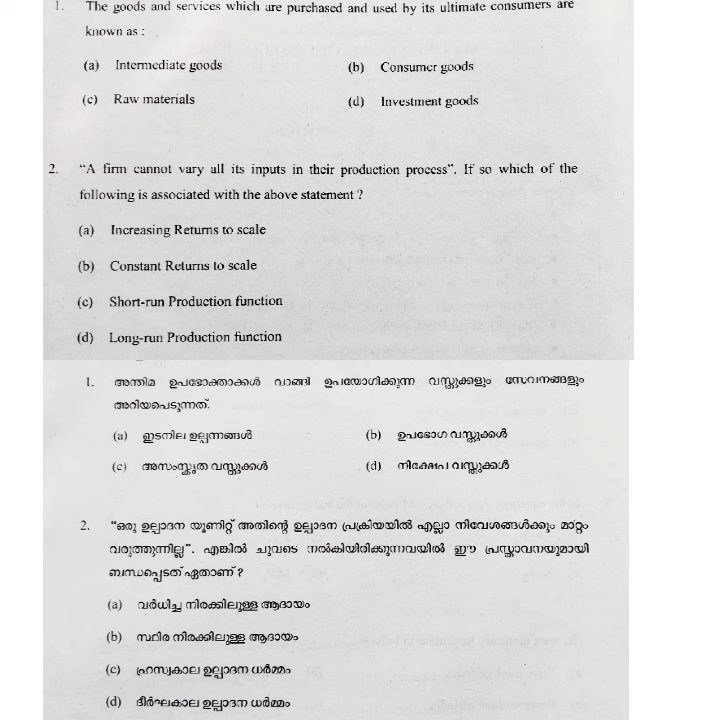 1. The goods and services which are purchased and used by its ultimate consumers are
known as :
(a) Intermediate goods (b) Consumer goods
(c) Raw materials (d) Investment goods
2. “A firm cannot vary all its inputs in their production process”. If so which of the
following is associated with the above statement ?
(a) Increasing Returns to scale
(b) Constant Returns to scale
(c) Short-run Production function
(d) Long-run Production function
1. അന്തിമ ഉപഭോക്താക്കൾ വാങ്ങി ഉപയോഗിക്കുന്ന വസ്തുക്കളും സേവനങ്ങളും
അറിയപെടുന്നത്.
(a) ഇടനില ഉല്പന്നങ്ങൾ (b) ഉപഭോഗ വസ്തുക്കൾ
(c) അസംസ്കൃത വസ്തുക്കൾ (d) നിക്ഷേപ വസ്തുക്കൾ
2. “ഒരു ഉല്പാദന യൂണിറ്റ് അതിന്റെ ഉല്പാദന പ്രക്രിയയിൽ എല്ലാ നിവേശങ്ങൾക്കും മാറ്റം
വരുത്തുന്നില്ല”. എങ്കിൽ ചുവടെ നൽകിയിരിക്കുന്നവയിൽ ഈ പ്രസ്താവനയുമായി
ബന്ധപ്പെടത് ഏതാണ് ?
(a) വർധിച്ച നിരക്കിലുള്ള ആദായം
(b) സ്ഥിര നിരക്കിലുള്ള ആദായം
(c) ഹ്രസ്വകാല ഉല്പാദന ധർമ്മം
(d) ദീർഘകാല ഉല്പാദന ധർമ്മം